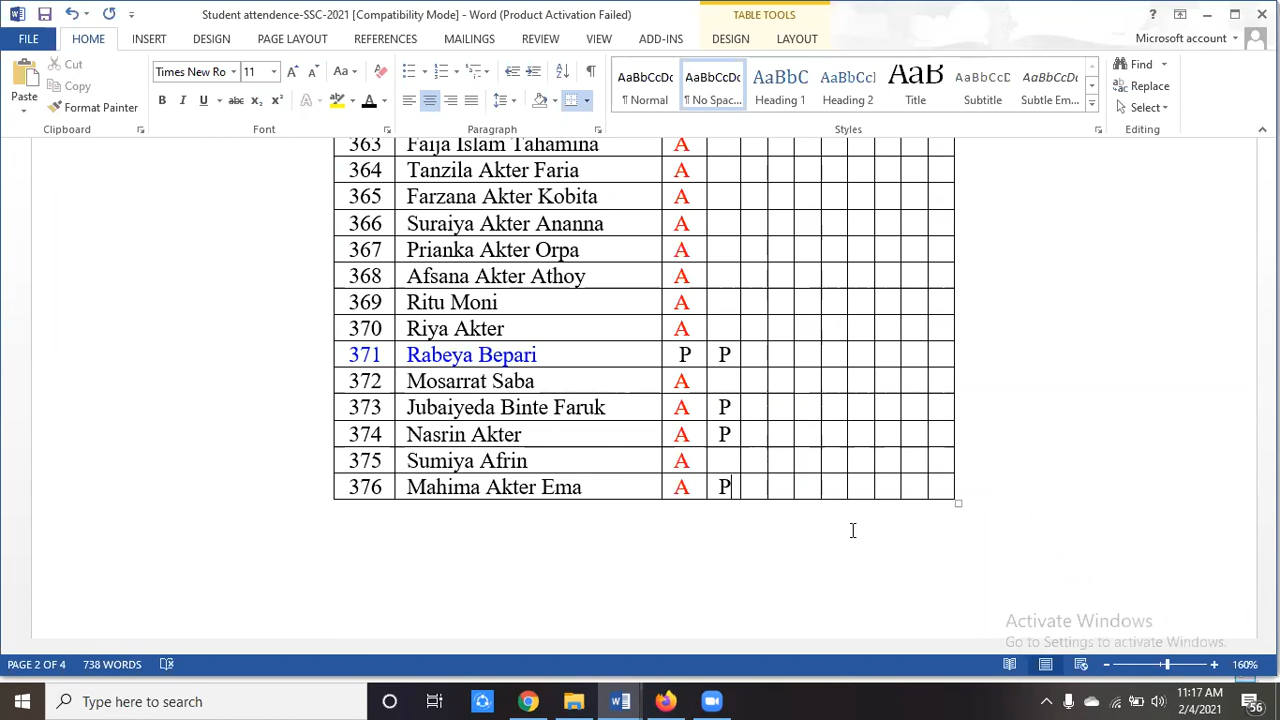 Student attendence-SSC-2021 [Compatibility Mode] - Word (Product Activation Failed)
TABLE TOOLS
FILE HOME INSERT DESIGN PAGE LAYOUT REFERENCES MAILINGS REVIEW VIEW ADD-INS DESIGN LAYOUT
Microsoft account
Paste
Cut
Copy
Format Painter
Clipboard
Times New Ro 11
Font
Paragraph
AaBbCcDc AaBbCcDc AaBbC AaBbCcI AaB AaBbCcD AaBbCcDc
¶ Normal ¶ No Spac... Heading Heading 2 Title Subtitle Subtle Em...
Styles
Find
Replace
Select
Editing
363 Faija Islam Tahamina A
364 Tanzila Akter Faria A
365 Farzana Akter Kobita A
366 Suraiya Akter Ananna A
367 Prianka Akter Orpa A
368 Afsana Akter Athoy A
369 Ritu Moni A
370 Riya Akter A
371 Rabeya Bepari P P
372 Mosarrat Saba A
373 Jubaiyeda Binte Faruk A P
374 Nasrin Akter A P
375 Sumiya Afrin A
376 Mahima Akter Ema A P
Activate Windows
Go to Settings to activate Windows.
PAGE 2 OF 4 738 WORDS 160%
Type here to search
11:17 AM
2/4/2021
56